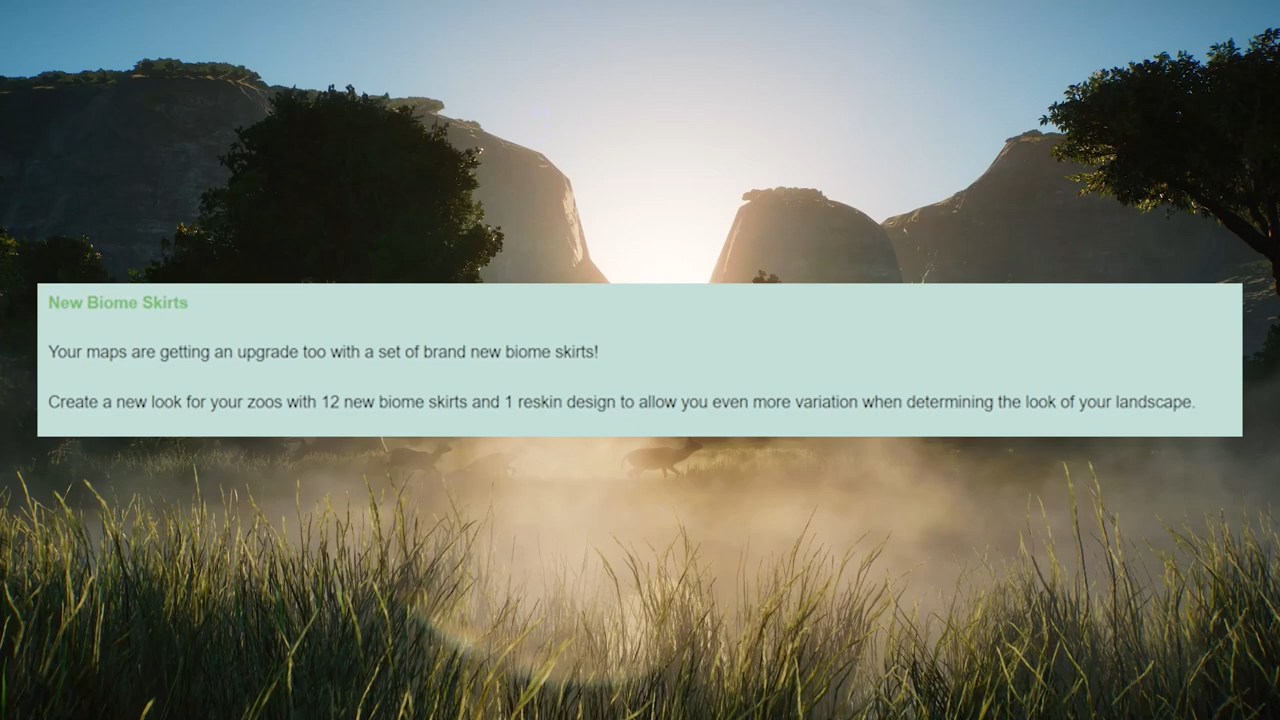 New Biome Skirts
Your maps are getting an upgrade too with a set of brand new biome skirts!
Create a new look for your zoos with 12 new biome skirts and 1 reskin design to allow you even more variation when determining the look of your landscape.